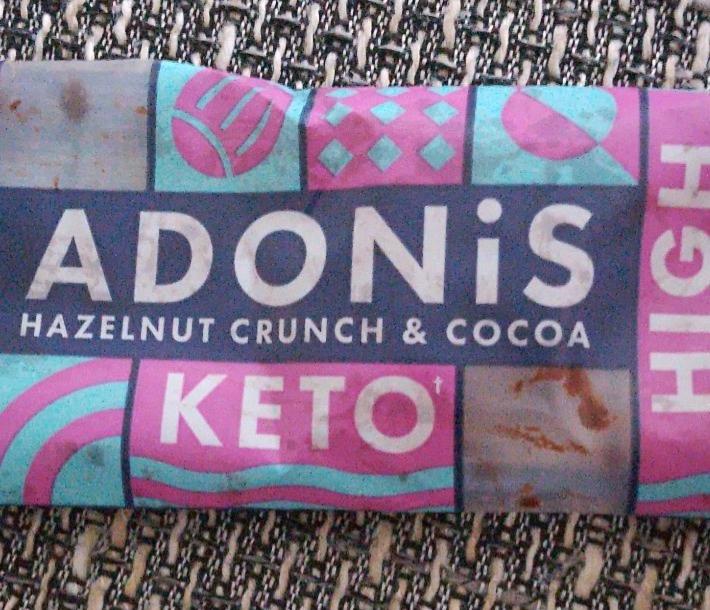 ADONiS
HAZELNUT CRUNCH & COCOA
KETO†
HIGH